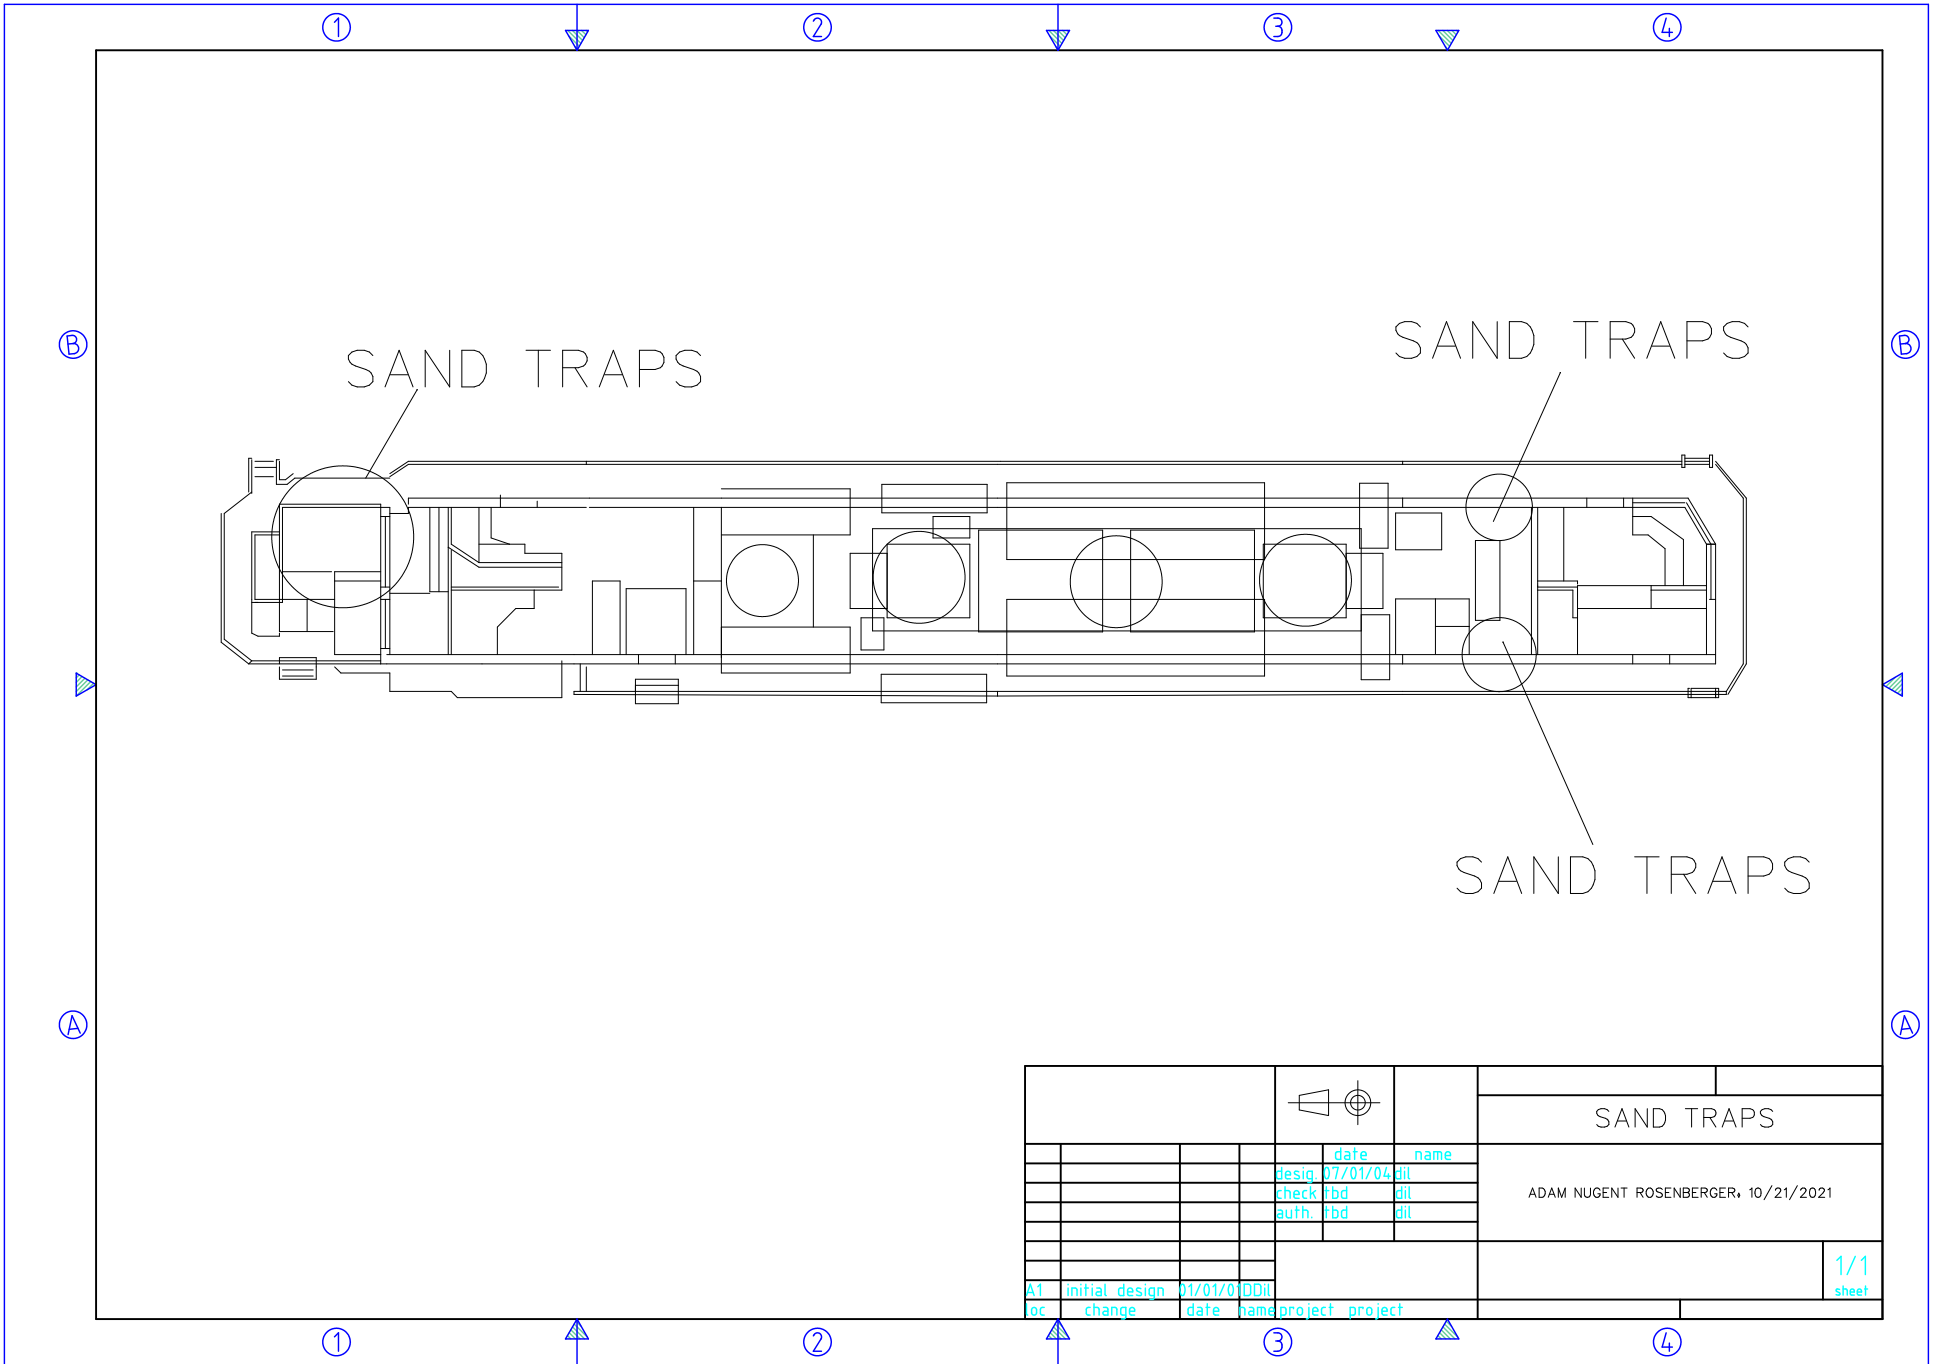 1 2 3 4
B B
SAND TRAPS
SAND TRAPS
SAND TRAPS
A A
SAND TRAPS
date name
desig. 07/01/04 dil
check tbd dil
auth. tbd dil
ADAM NUGENT ROSENBERGER, 10/21/2021
1/1
sheet
A1 initial design 01/01/01 DDil
loc change date name project project
1 2 3 4